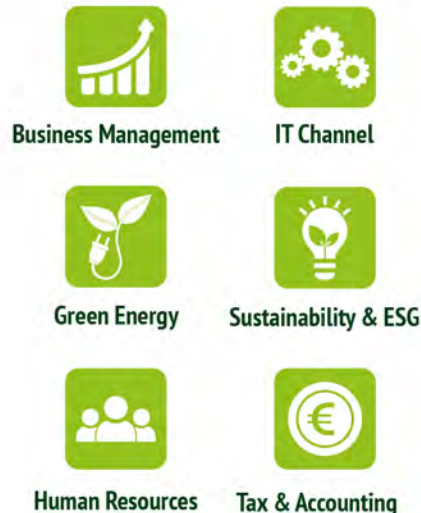 Business Management
IT Channel
Green Energy
Sustainability & ESG
Human Resources
Tax & Accounting